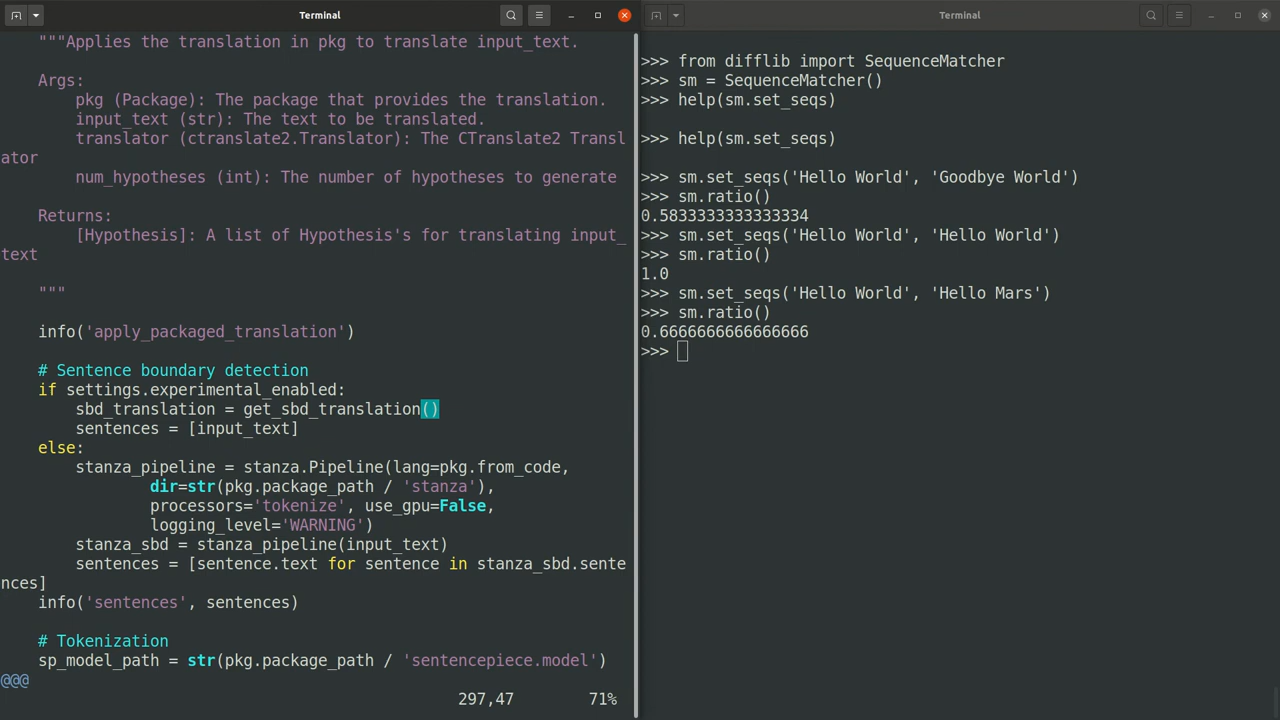 Terminal
"""Applies the translation in pkg to translate input_text.
Args:
pkg (Package): The package that provides the translation.
input_text (str): The text to be translated.
translator (ctranslate2.Translator): The CTranslate2 Transl
ator
num_hypotheses (int): The number of hypotheses to generate
Returns:
[Hypothesis]: A list of Hypothesis's for translating input_
text
"""
info('apply_packaged_translation')
# Sentence boundary detection
if settings.experimental_enabled:
sbd_translation = get_sbd_translation()
sentences = [input_text]
else:
stanza_pipeline = stanza.Pipeline(lang=pkg.from_code,
dir=str(pkg.package_path / 'stanza'),
processors='tokenize', use_gpu=False,
logging_level='WARNING')
stanza_sbd = stanza_pipeline(input_text)
sentences = [sentence.text for sentence in stanza_sbd.sente
nces]
info('sentences', sentences)
# Tokenization
sp_model_path = str(pkg.package_path / 'sentencepiece.model')
@@@
297,47 71%
Terminal
>>> from difflib import SequenceMatcher
>>> sm = SequenceMatcher()
>>> help(sm.set_seqs)
>>> help(sm.set_seqs)
>>> sm.set_seqs('Hello World', 'Goodbye World')
>>> sm.ratio()
0.5833333333333334
>>> sm.set_seqs('Hello World', 'Hello World')
>>> sm.ratio()
1.0
>>> sm.set_seqs('Hello World', 'Hello Mars')
>>> sm.ratio()
0.6666666666666666
>>>